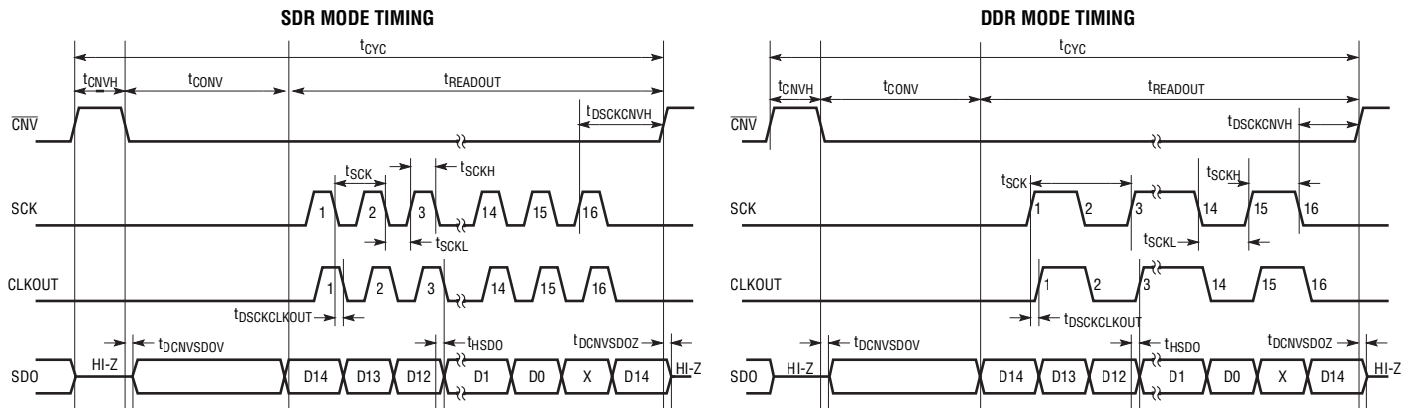 SDR MODE TIMING
tCYC
tCNVH
tCONV
tREADOUT
tDSCKCNVH
CNV
tSCK
tSCKH
SCK
1 2 3 14 15 16
tSCKL
CLKOUT
1 2 3 14 15 16
tDSCKCLKOUT
tDCNVSDOV
tHSDO
tDCNVSDOZ
SDO HI-Z D14 D13 D12 D1 D0 X D14 HI-Z
DDR MODE TIMING
tCYC
tCNVH
tCONV
tREADOUT
tDSCKCNVH
CNV
tSCK
tSCKH
SCK
1 2 3 14 15 16
tSCKL
CLKOUT
1 2 3 14 15 16
tDSCKCLKOUT
tDCNVSDOV
tHSDO
tDCNVSDOZ
SDO HI-Z D14 D13 D12 D1 D0 X D14 HI-Z